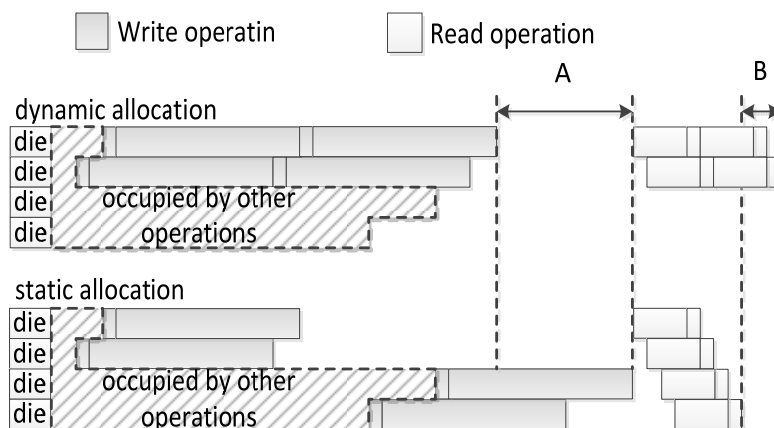 Write operatin
Read operation
A
B
dynamic allocation
die
die
die
occupied by other
die
operations
static allocation
die
die
die
occupied by other
die
operations